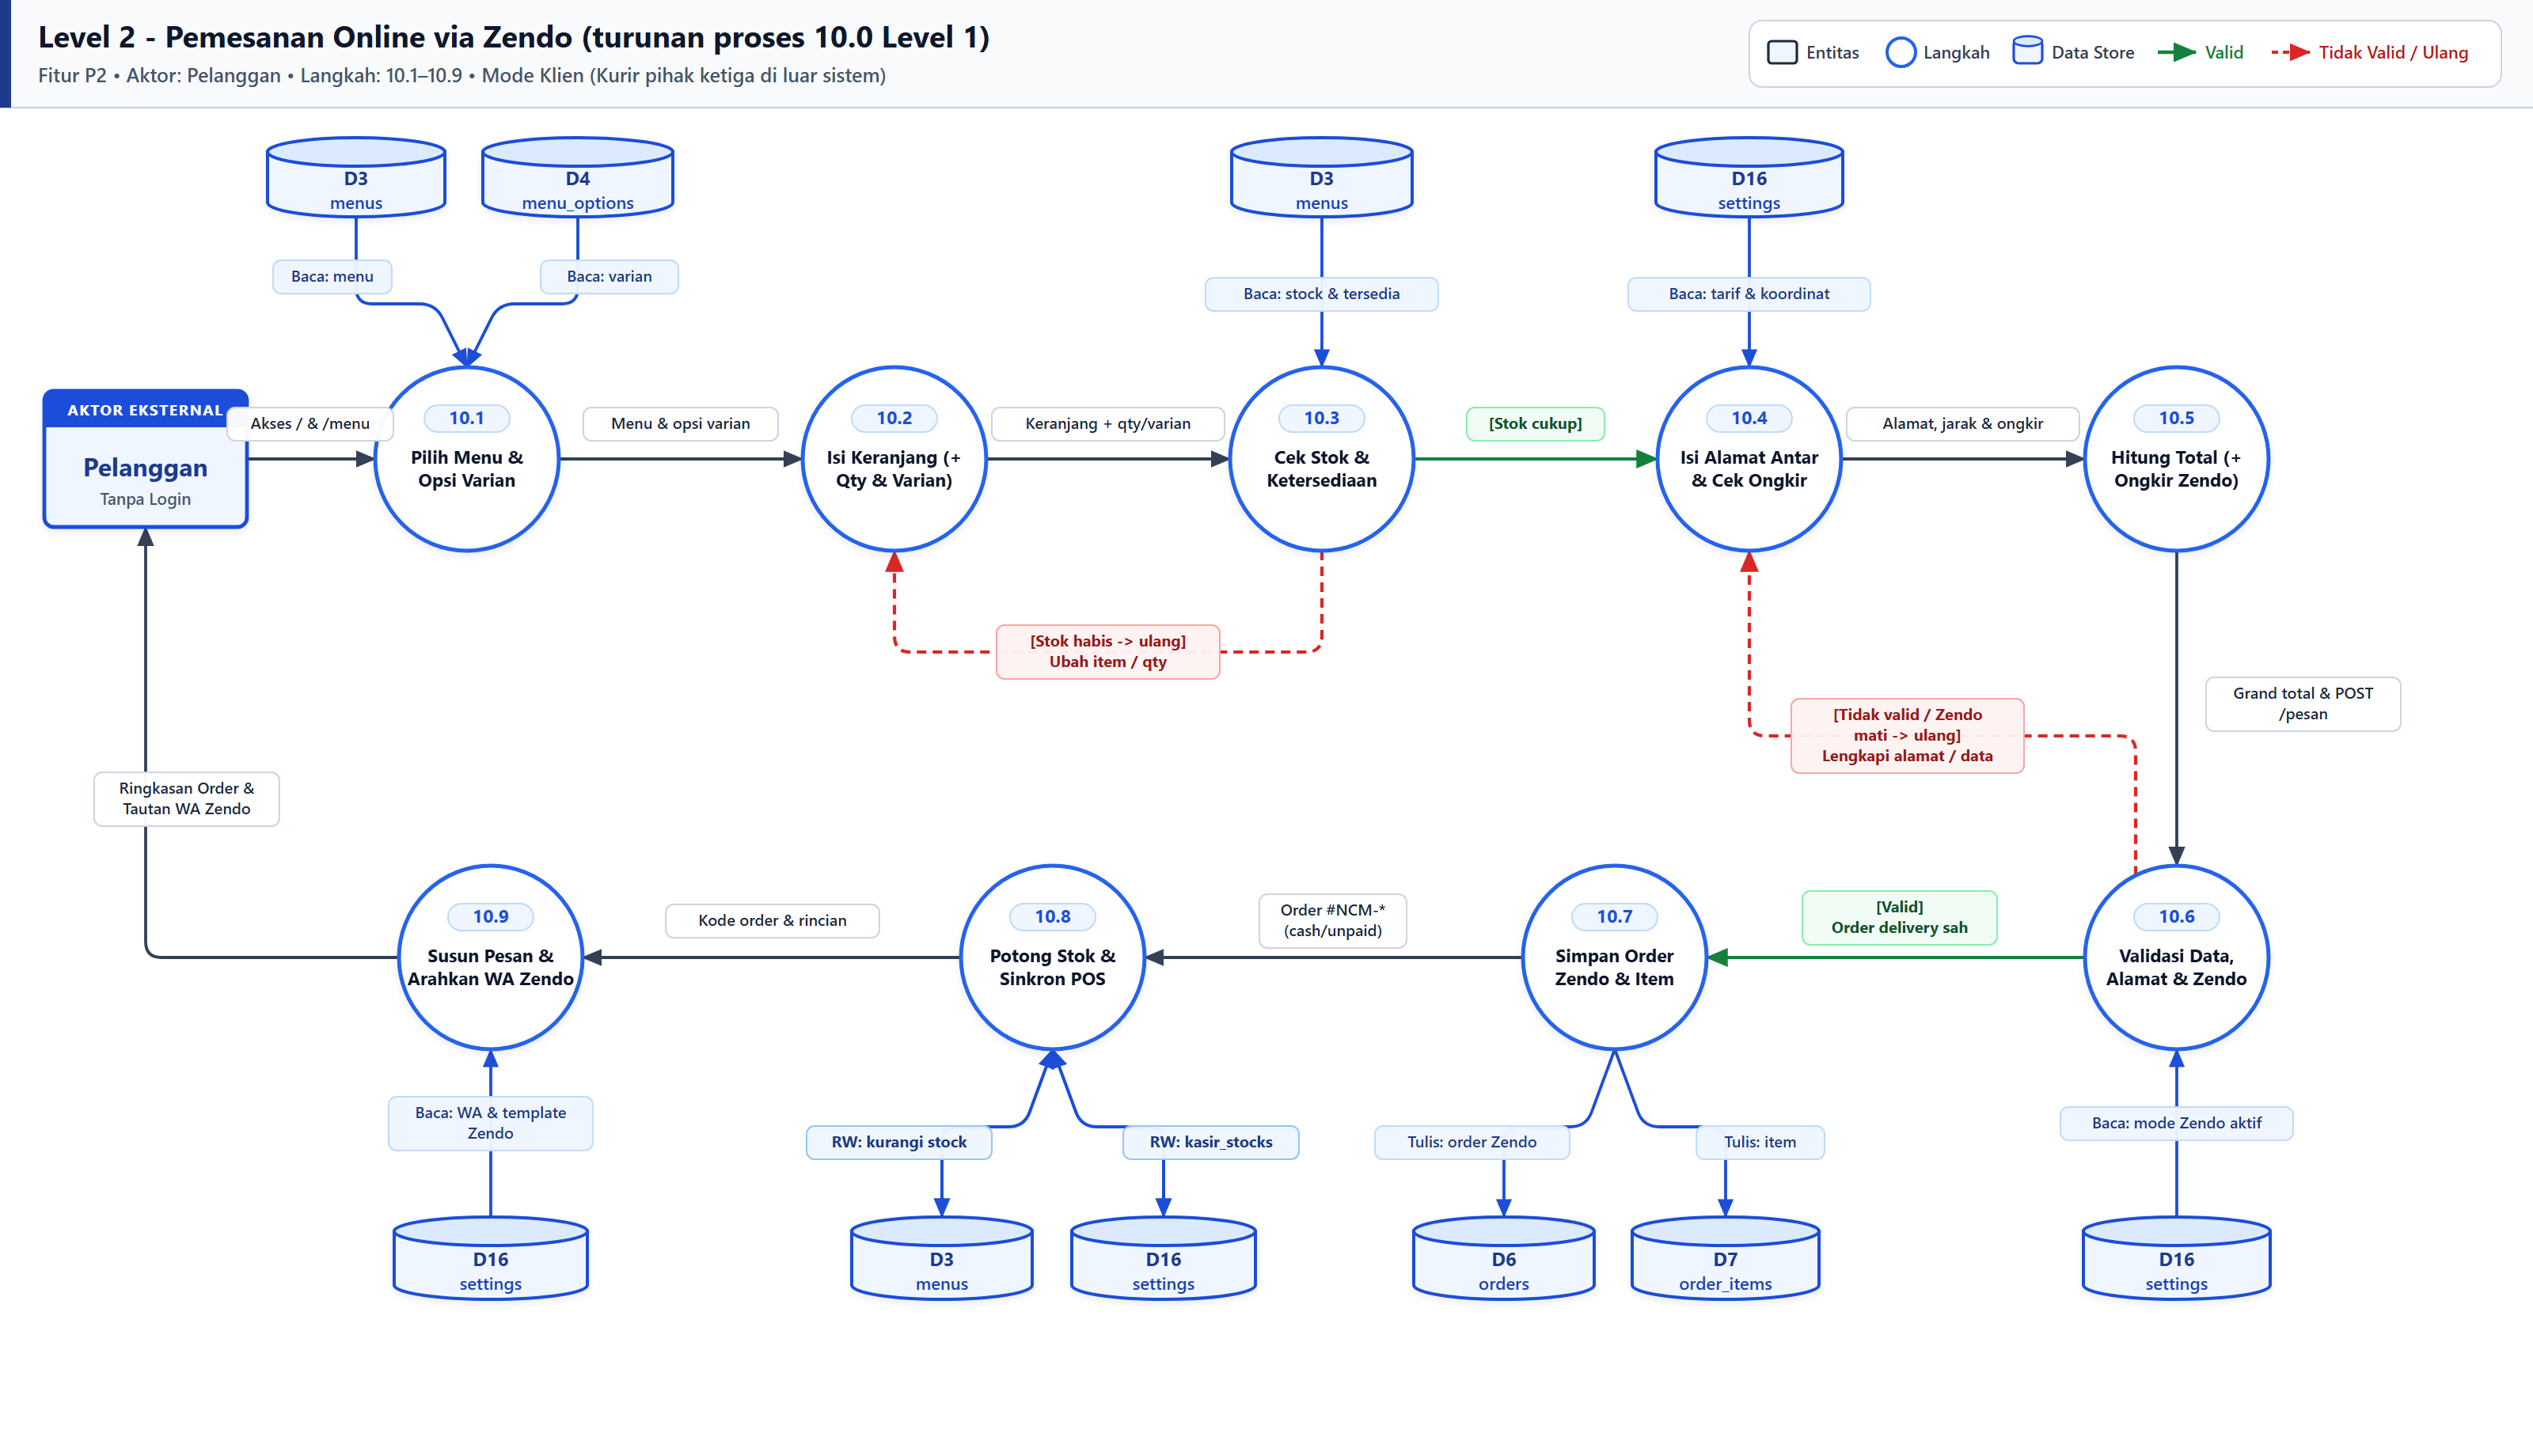 Level 2 - Pemesanan Online via Zendo (turunan proses 10.0 Level 1)
Fitur P2 • Aktor: Pelanggan • Langkah: 10.1–10.9 • Mode Klien (Kurir pihak ketiga di luar sistem)
Entitas
Langkah
Data Store
Valid
Tidak Valid / Ulang
D3
menus
D4
menu_options
D3
menus
D16
settings
Baca: menu
Baca: varian
Baca: stock & tersedia
Baca: tarif & koordinat
AKTOR EKSTERNAL
Pelanggan
Tanpa Login
Akses / & /menu
10.1
Pilih Menu &
Opsi Varian
Menu & opsi varian
10.2
Isi Keranjang (+
Qty & Varian)
Keranjang + qty/varian
10.3
Cek Stok &
Ketersediaan
[Stok cukup]
10.4
Isi Alamat Antar
& Cek Ongkir
Alamat, jarak & ongkir
10.5
Hitung Total (+
Ongkir Zendo)
[Stok habis -> ulang]
Ubah item / qty
[Tidak valid / Zendo
mati -> ulang]
Lengkapi alamat / data
Grand total & POST
/pesan
Ringkasan Order &
Tautan WA Zendo
10.9
Susun Pesan &
Arahkan WA Zendo
Kode order & rincian
10.8
Potong Stok &
Sinkron POS
Order #NCM-*
(cash/unpaid)
10.7
Simpan Order
Zendo & Item
[Valid]
Order delivery sah
10.6
Validasi Data,
Alamat & Zendo
Baca: WA & template
Zendo
RW: kurangi stock
RW: kasir_stocks
Tulis: order Zendo
Tulis: item
Baca: mode Zendo aktif
D16
settings
D3
menus
D16
settings
D6
orders
D7
order_items
D16
settings